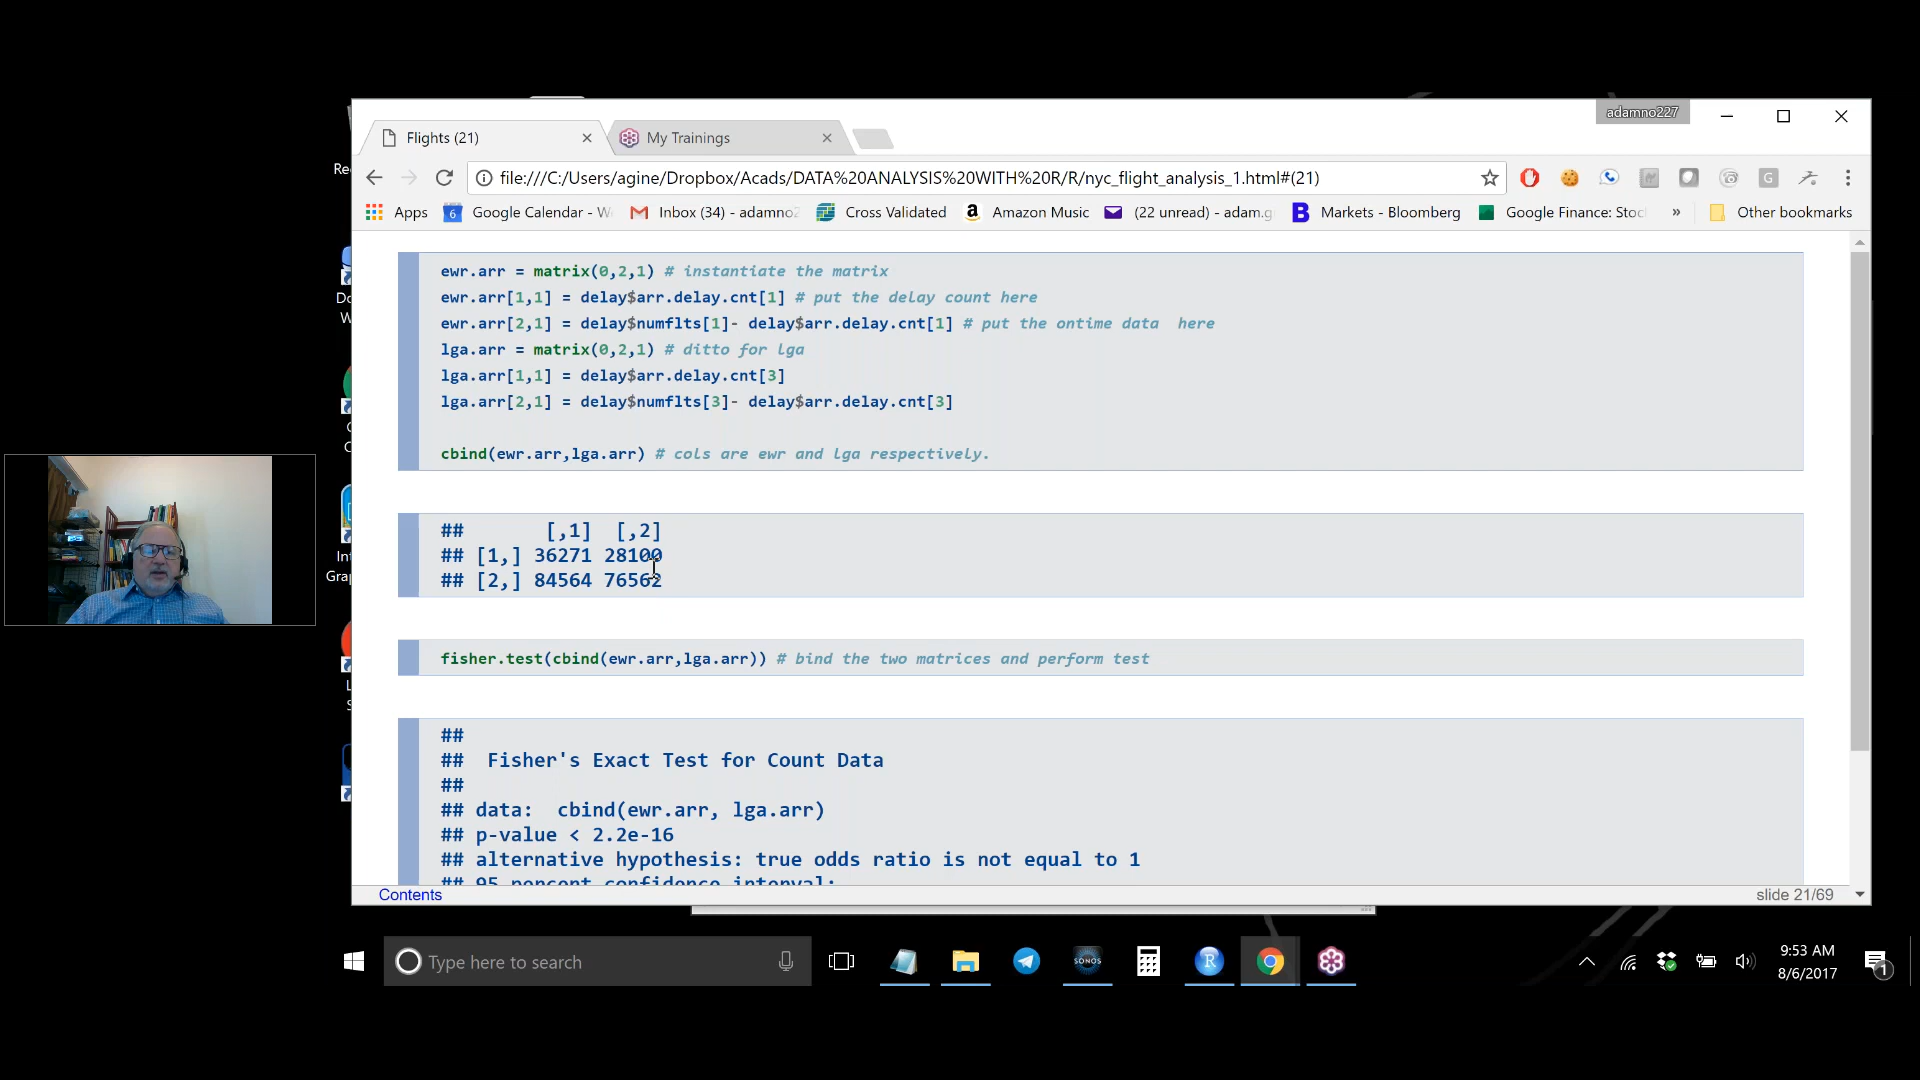 adamno227
Flights (21)
My Trainings
file:///C:/Users/agine/Dropbox/Acads/DATA%20ANALYSIS%20WITH%20R/R/nyc_flight_analysis_1.html#(21)
Apps
6
Google Calendar - W
Inbox (34) - adamno2
Cross Validated
a
Amazon Music
(22 unread) - adam.g
B
Markets - Bloomberg
Google Finance: Stoc
»
Other bookmarks
ewr.arr = matrix(0,2,1) # instantiate the matrix
ewr.arr[1,1] = delay$arr.delay.cnt[1] # put the delay count here
ewr.arr[2,1] = delay$numflts[1]- delay$arr.delay.cnt[1] # put the ontime data  here
lga.arr = matrix(0,2,1) # ditto for lga
lga.arr[1,1] = delay$arr.delay.cnt[3]
lga.arr[2,1] = delay$numflts[3]- delay$arr.delay.cnt[3]
cbind(ewr.arr,lga.arr) # cols are ewr and lga respectively.
##       [,1]  [,2]
## [1,] 36271 28100
## [2,] 84564 76562
fisher.test(cbind(ewr.arr,lga.arr)) # bind the two matrices and perform test
##
##  Fisher's Exact Test for Count Data
##
## data:  cbind(ewr.arr, lga.arr)
## p-value < 2.2e-16
## alternative hypothesis: true odds ratio is not equal to 1
## 95 percent confidence interval:
Contents
slide 21/69
Type here to search
SONOS
R
9:53 AM
8/6/2017
1